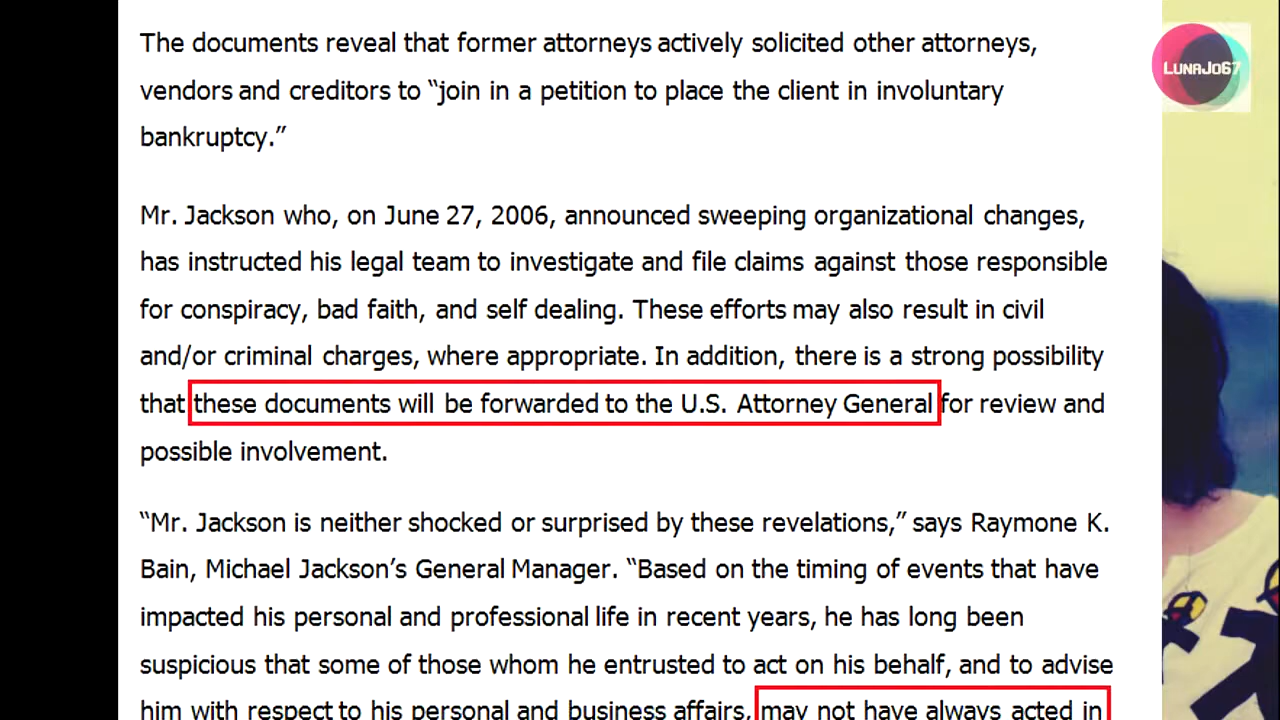 The documents reveal that former attorneys actively solicited other attorneys,
vendors and creditors to “join in a petition to place the client in involuntary
bankruptcy.”
Mr. Jackson who, on June 27, 2006, announced sweeping organizational changes,
has instructed his legal team to investigate and file claims against those responsible
for conspiracy, bad faith, and self dealing. These efforts may also result in civil
and/or criminal charges, where appropriate. In addition, there is a strong possibility
that these documents will be forwarded to the U.S. Attorney General for review and
possible involvement.
“Mr. Jackson is neither shocked or surprised by these revelations,” says Raymone K.
Bain, Michael Jackson’s General Manager. “Based on the timing of events that have
impacted his personal and professional life in recent years, he has long been
suspicious that some of those whom he entrusted to act on his behalf, and to advise
him with respect to his personal and business affairs, may not have always acted in
LUNAJO67